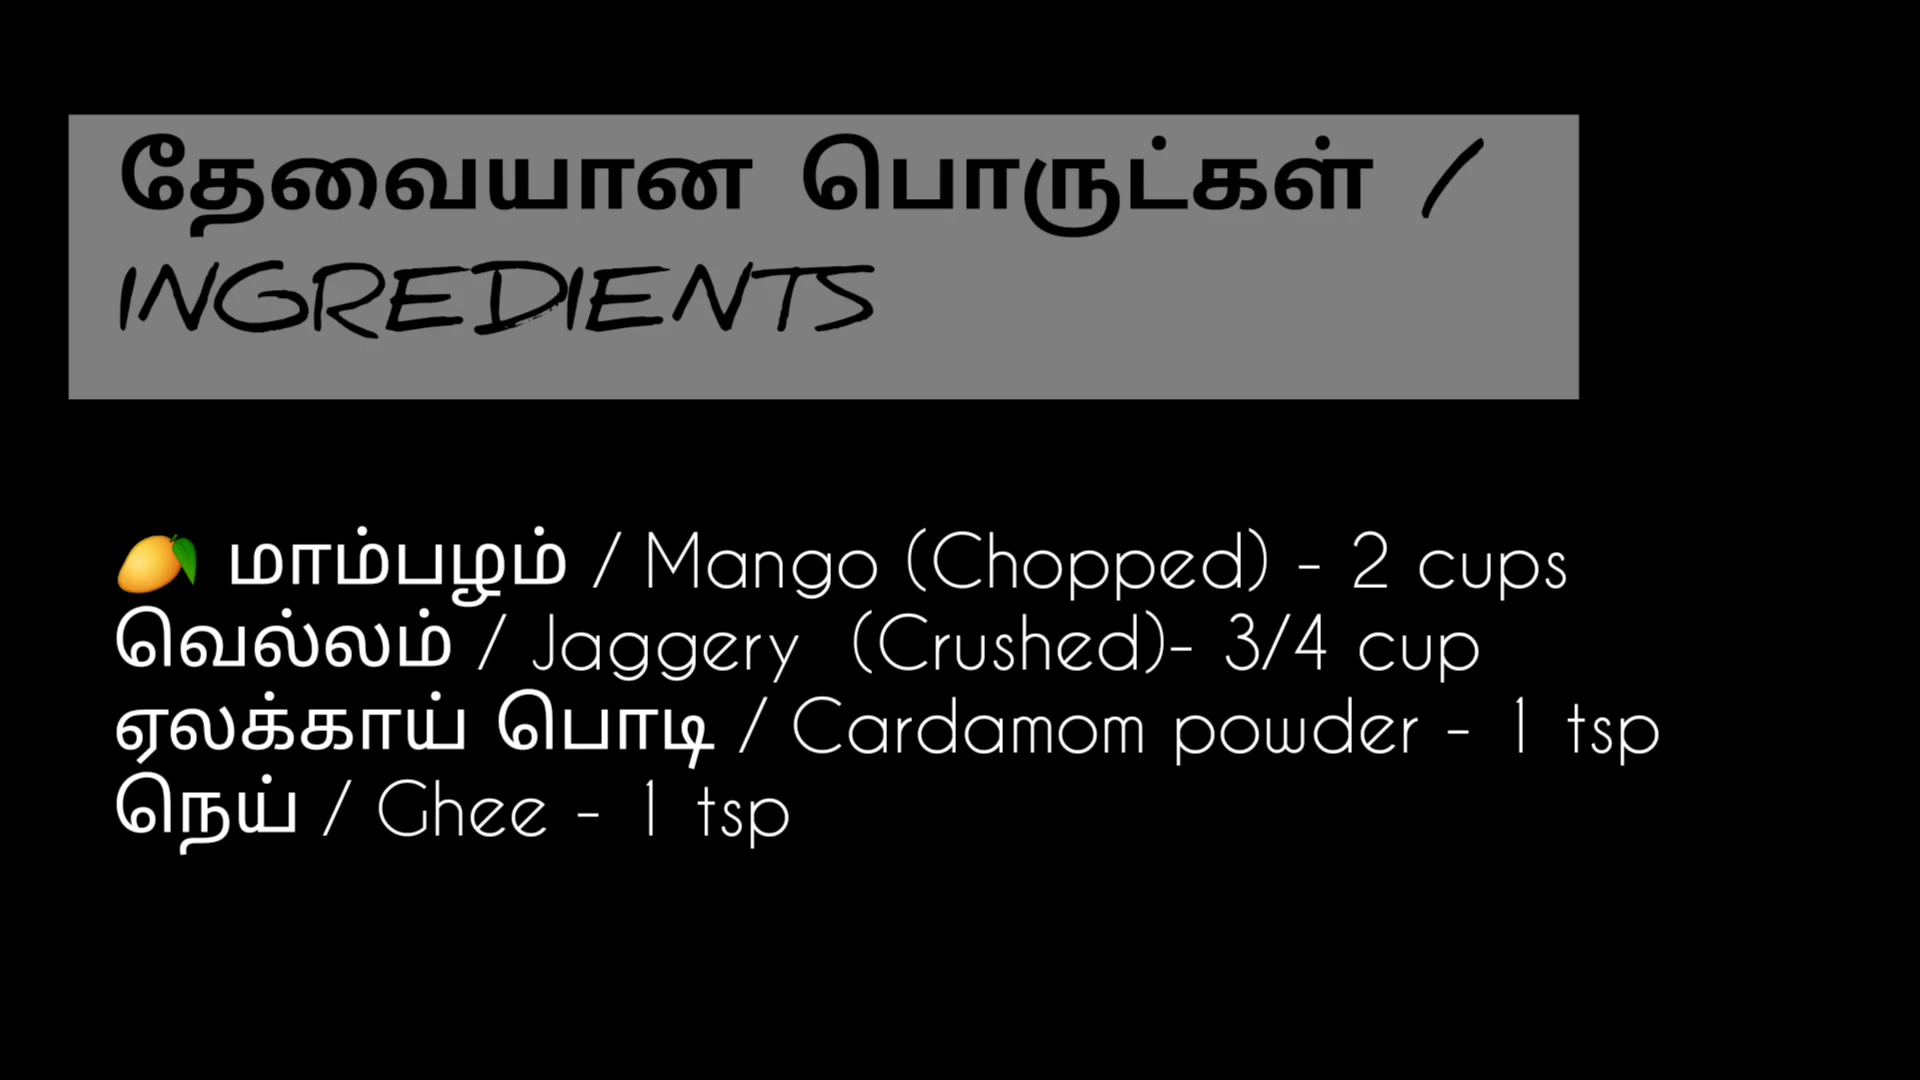 தேவையான பொருட்கள் /
INGREDIENTS
🥭 மாம்பழம் / Mango (Chopped) - 2 cups
வெல்லம் / Jaggery  (Crushed)- 3/4 cup
ஏலக்காய் பொடி / Cardamom powder - 1 tsp
நெய் / Ghee - 1 tsp